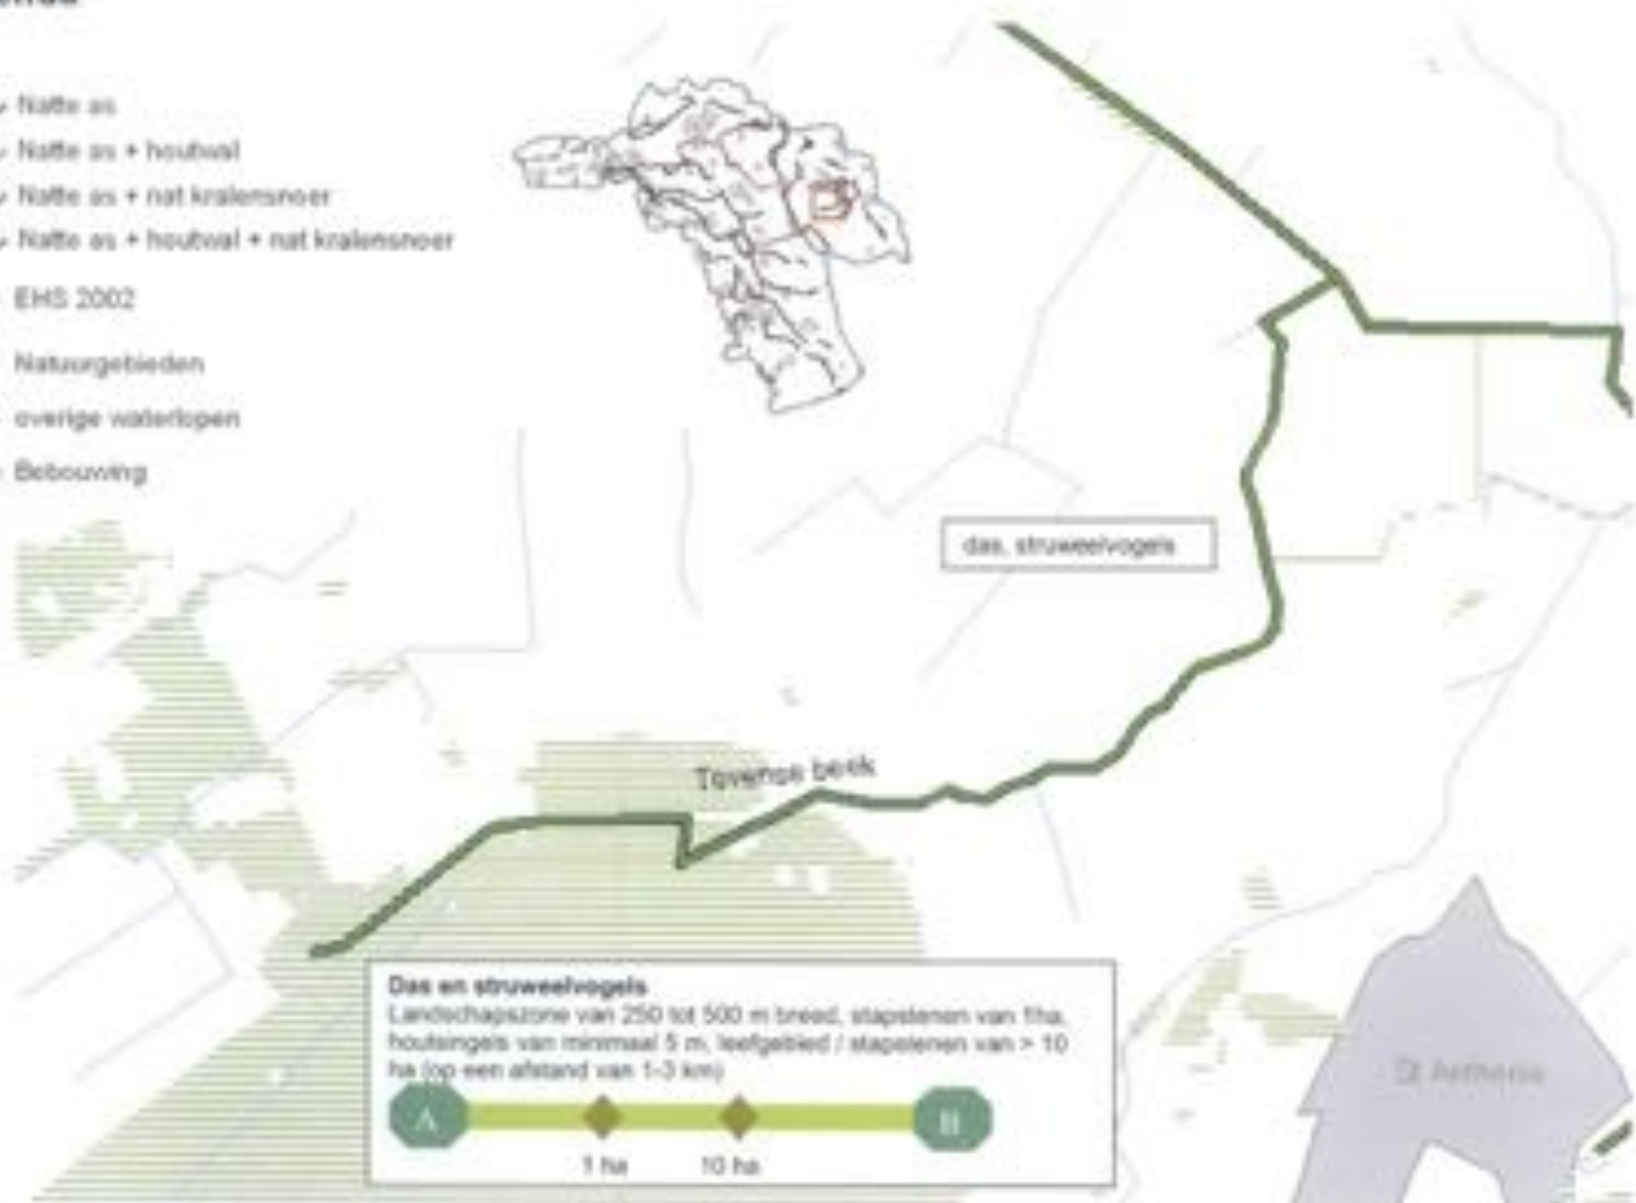 Natte as
Natte as + houtwal
Natte as + nat kralensnoer
Natte as + houtwal + nat kralensnoer
EHS 2002
Natuurgebieden
overige waterlopen
Bebouwing
das, struweelvogels
Tovense beek
Das en struweelvogels
Landschapszone van 250 tot 500 m breed, stapstenen van 1ha,
houtsingels van minimaal 5 m, leefgebied / stapstenen van > 10
ha (op een afstand van 1-3 km)
A
B
1 ha
10 ha
St Anthonis